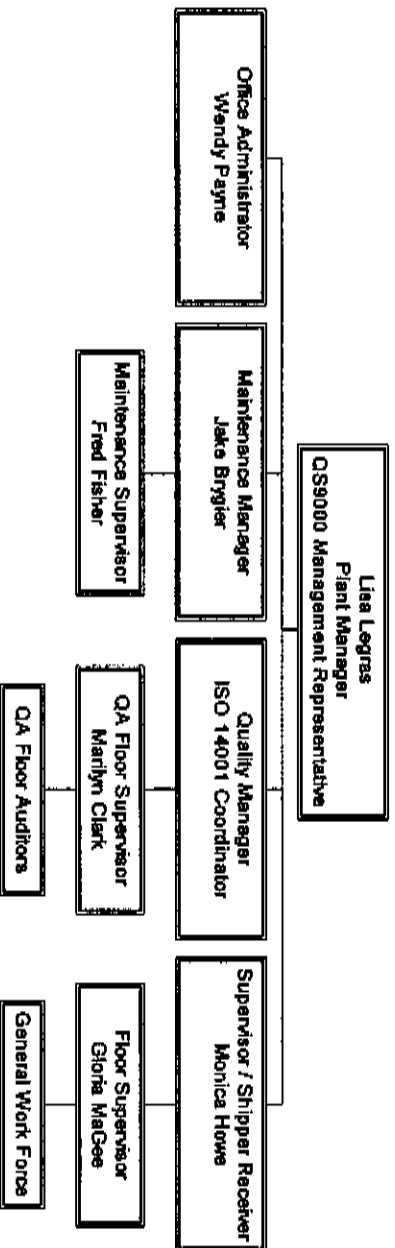 Lisa Legras
Plant Manager
QS9000 Management Representative
Office Administrator
Wendy Payne
Maintenance Manager
Jake Brygier
Quality Manager
ISO 14001 Coordinator
Supervisor / Shipper Receiver
Monica Howe
Maintenance Supervisor
Fred Fisher
QA Floor Supervisor
Marilyn Clark
Floor Supervisor
Gloria MaGee
QA Floor Auditors
General Work Force